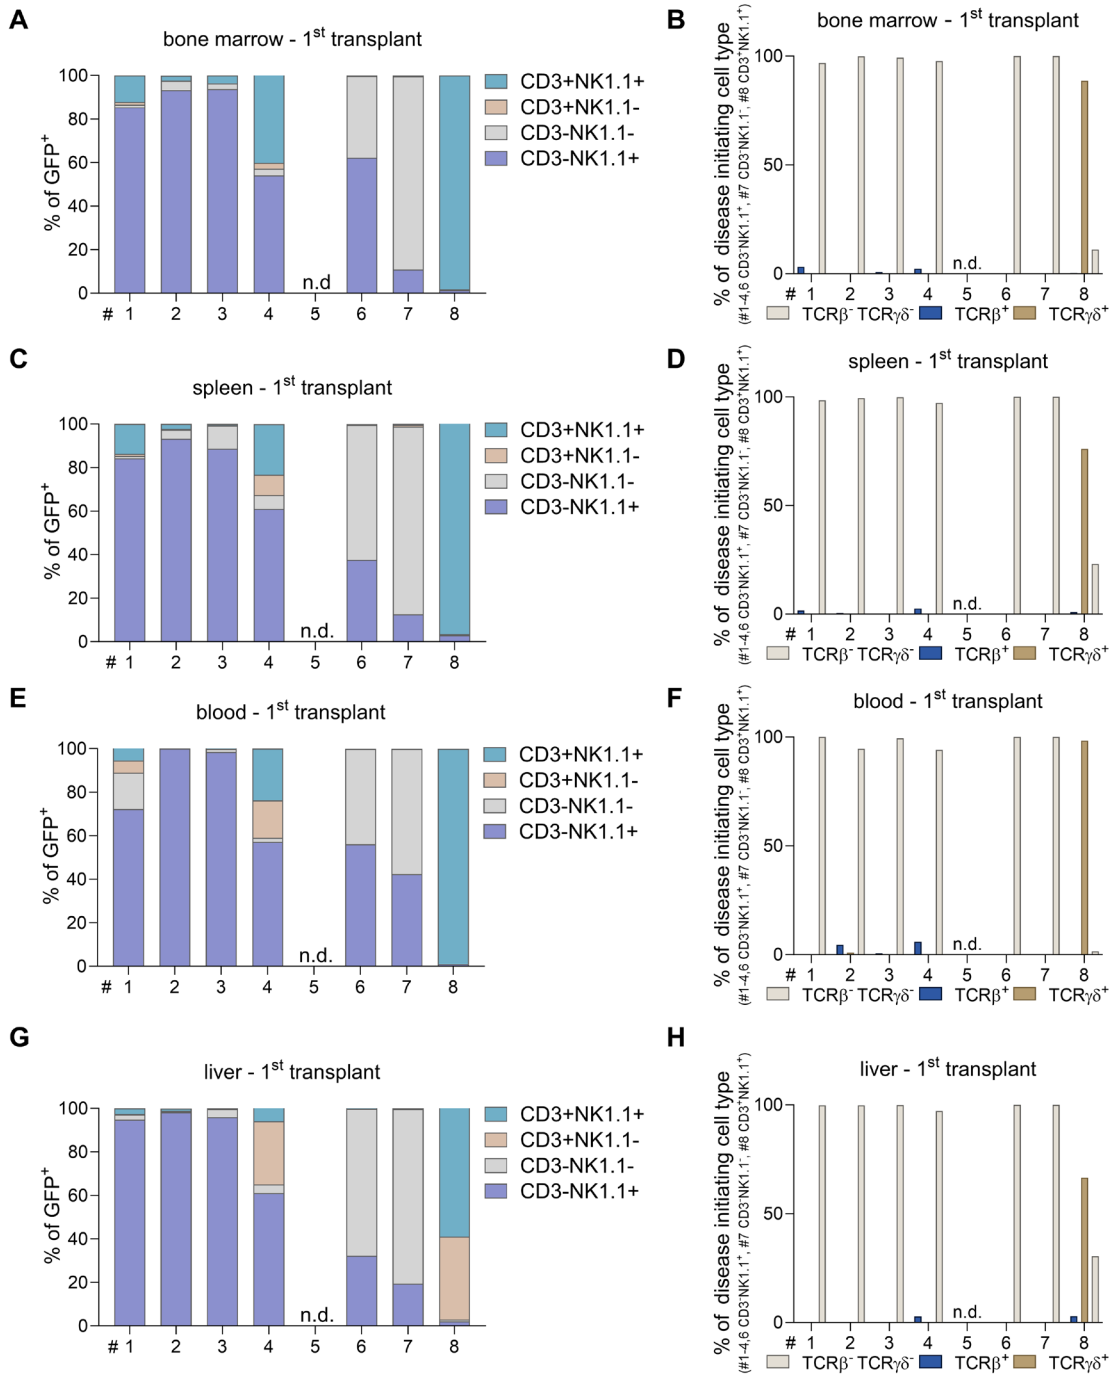 A
bone marrow - 1st transplant
% of GFP+
100
80
60
40
20
0
n.d
# 1 2 3 4 5 6 7 8
CD3+NK1.1+
CD3+NK1.1-
CD3-NK1.1-
CD3-NK1.1+
B
bone marrow - 1st transplant
% of disease initiating cell type
(#1-4,6 CD3-NK1.1+, #7 CD3-NK1.1-, #8 CD3+NK1.1+)
100
50
0
n.d.
# 1 2 3 4 5 6 7 8
TCRβ- TCRγδ- TCRβ+ TCRγδ+
C
spleen - 1st transplant
% of GFP+
100
80
60
40
20
0
n.d.
# 1 2 3 4 5 6 7 8
CD3+NK1.1+
CD3+NK1.1-
CD3-NK1.1-
CD3-NK1.1+
D
spleen - 1st transplant
% of disease initiating cell type
(#1-4,6 CD3-NK1.1+, #7 CD3-NK1.1-, #8 CD3+NK1.1+)
100
50
0
n.d.
# 1 2 3 4 5 6 7 8
TCRβ- TCRγδ- TCRβ+ TCRγδ+
E
blood - 1st transplant
% of GFP+
100
80
60
40
20
0
n.d.
# 1 2 3 4 5 6 7 8
CD3+NK1.1+
CD3+NK1.1-
CD3-NK1.1-
CD3-NK1.1+
F
blood - 1st transplant
% of disease initiating cell type
(#1-4,6 CD3-NK1.1+, #7 CD3-NK1.1-, #8 CD3+NK1.1+)
100
50
0
n.d.
# 1 2 3 4 5 6 7 8
TCRβ- TCRγδ- TCRβ+ TCRγδ+
G
liver - 1st transplant
% of GFP+
100
80
60
40
20
0
n.d.
# 1 2 3 4 5 6 7 8
CD3+NK1.1+
CD3+NK1.1-
CD3-NK1.1-
CD3-NK1.1+
H
liver - 1st transplant
% of disease initiating cell type
(#1-4,6 CD3-NK1.1+, #7 CD3-NK1.1-, #8 CD3+NK1.1+)
100
50
0
n.d.
# 1 2 3 4 5 6 7 8
TCRβ- TCRγδ- TCRβ+ TCRγδ+